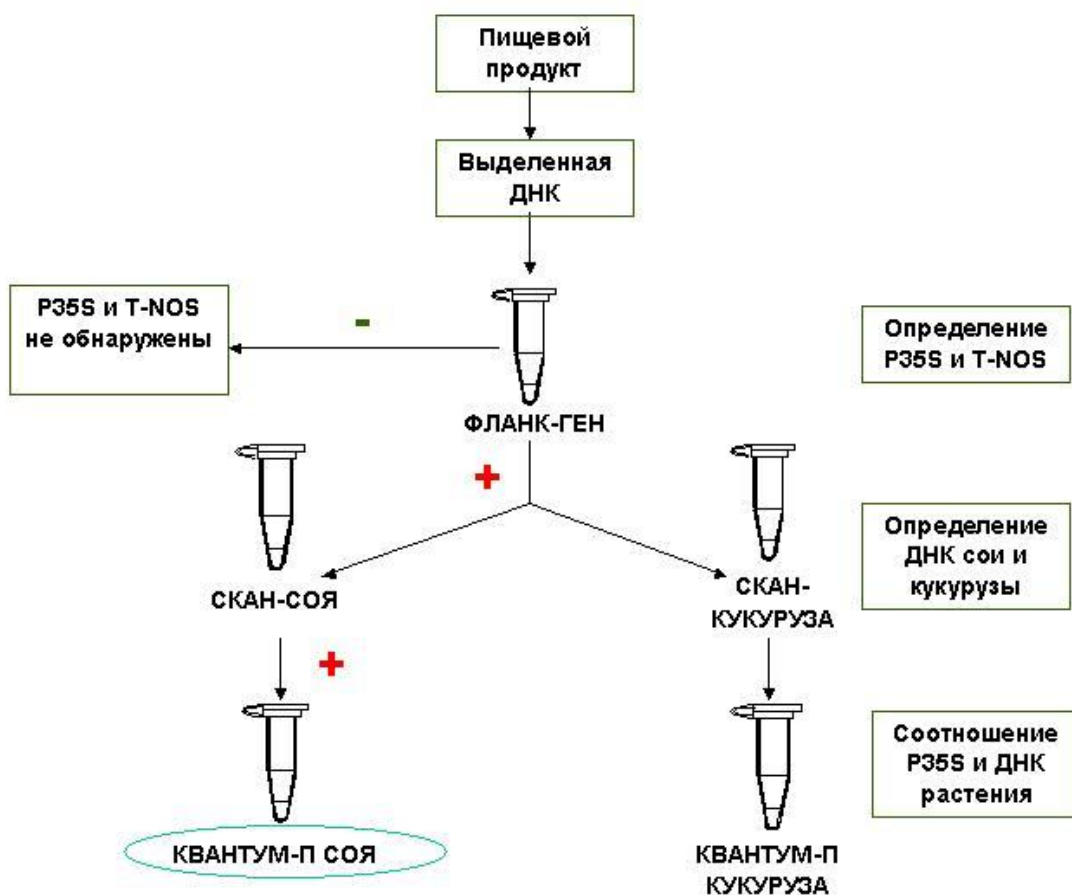 Пищевой
продукт
Выделенная
ДНК
P35S и T-NOS
не обнаружены
-
Определение
P35S и T-NOS
ФЛАНК-ГЕН
+
Определение
ДНК сои и
кукурузы
СКАН-СОЯ
СКАН-
КУКУРУЗА
+
Соотношение
P35S и ДНК
растения
КВАНТУМ-П СОЯ
КВАНТУМ-П
КУКУРУЗА